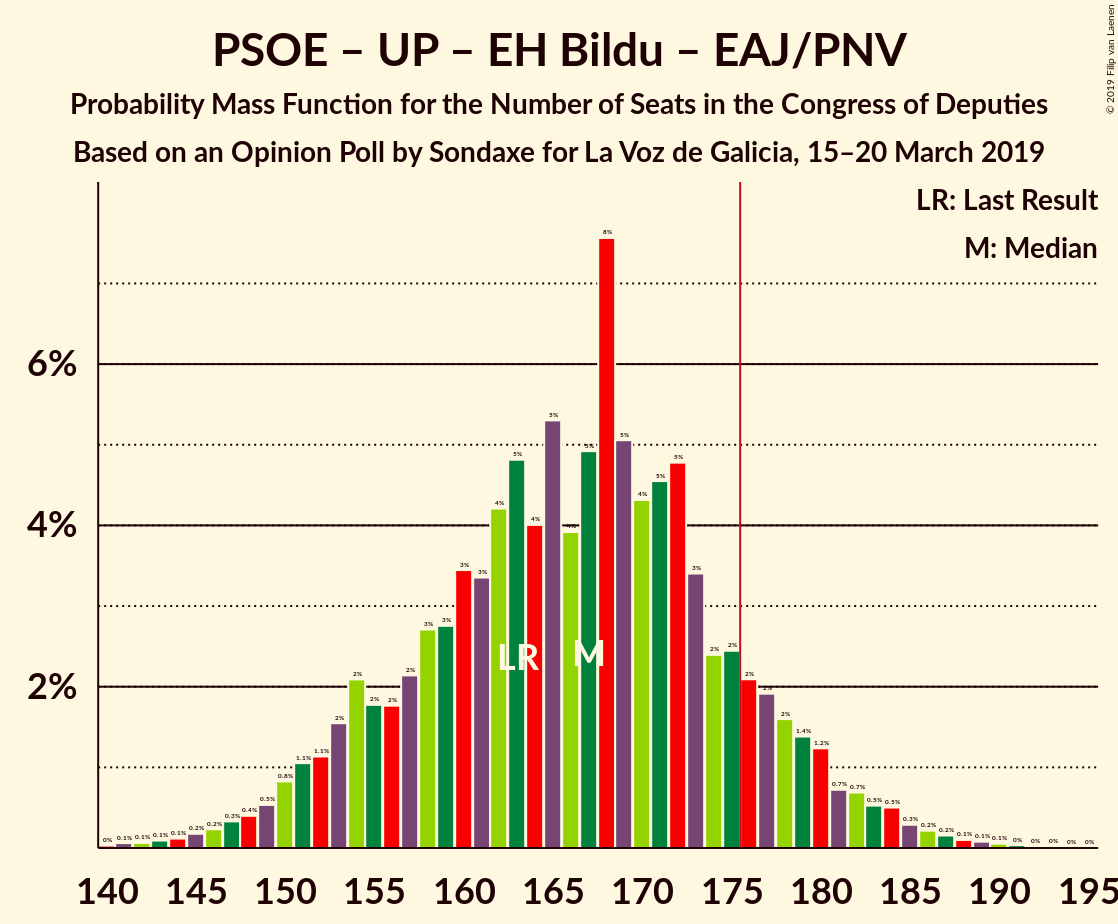 PSOE – UP – EH Bildu – EAJ/PNV
Probability Mass Function for the Number of Seats in the Congress of Deputies
Based on an Opinion Poll by Sondaxe for La Voz de Galicia, 15–20 March 2019
© 2019 Filip van Laenen
LR: Last Result
M: Median
6%
4%
2%
0% 0.1% 0.1% 0.1% 0.1% 0.2% 0.2% 0.3% 0.4% 0.5% 0.8% 1.1% 1.1% 2% 2% 2% 2% 2% 3% 3% 3% 3% 4% 5% 4% 5% 4% 5% 8% 5% 4% 5% 5% 3% 2% 2% 2% 2% 2% 1.4% 1.2% 0.7% 0.7% 0.5% 0.5% 0.3% 0.2% 0.2% 0.1% 0.1% 0.1% 0% 0% 0% 0% 0%
LR M
140 145 150 155 160 165 170 175 180 185 190 195